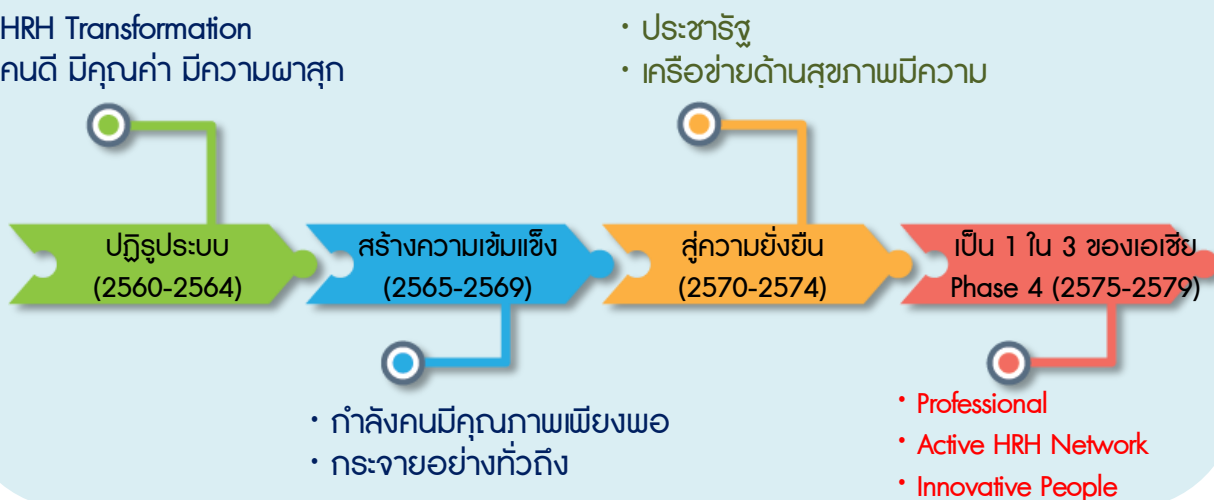 HRH Transformation
คนดี มีคุณค่า มีความผาสุก
· ประชารัฐ
· เครือข่ายด้านสุขภาพมีความ
ปฏิรูประบบ
(2560-2564)
สร้างความเข้มแข็ง
(2565-2569)
สู่ความยั่งยืน
(2570-2574)
เป็น 1 ใน 3 ของเอเชีย
Phase 4 (2575-2579)
· กำลังคนมีคุณภาพเพียงพอ
· กระจายอย่างทั่วถึง
· Professional
· Active HRH Network
· Innovative People